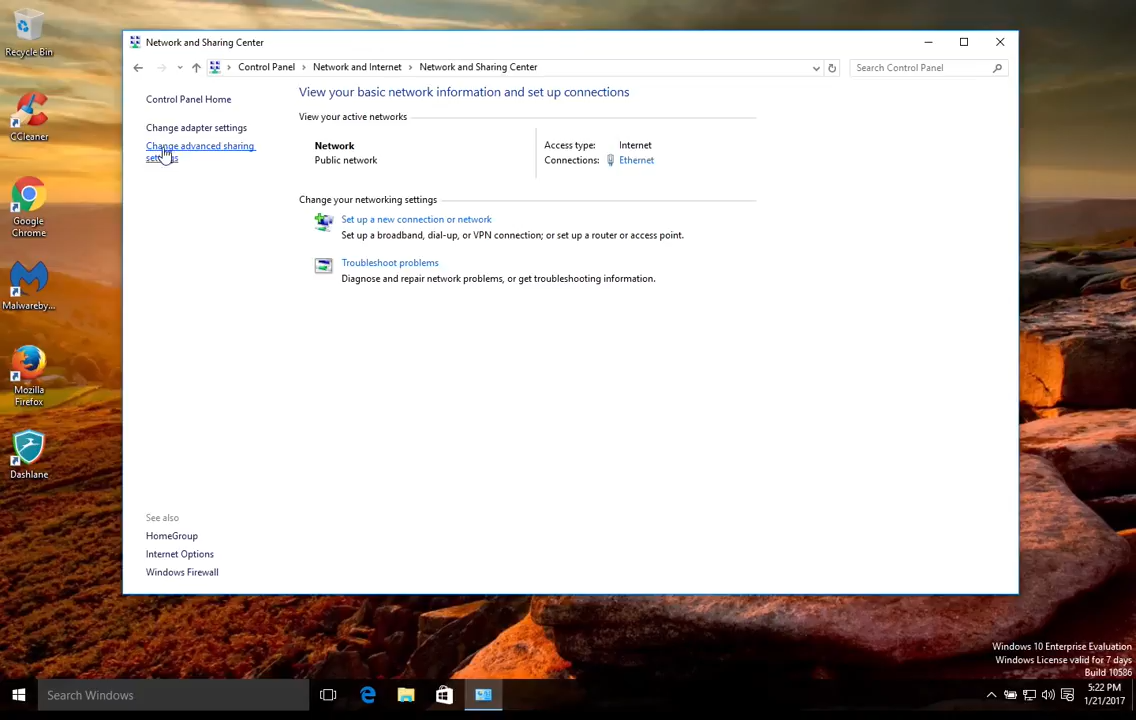 Recycle Bin
CCleaner
Google
Chrome
Malwareby...
Mozilla
Firefox
Dashlane
Network and Sharing Center
Control Panel > Network and Internet > Network and Sharing Center
Search Control Panel
Control Panel Home
Change adapter settings
Change advanced sharing
settings
View your basic network information and set up connections
View your active networks
Network
Public network
Access type: Internet
Connections: Ethernet
Change your networking settings
Set up a new connection or network
Set up a broadband, dial-up, or VPN connection; or set up a router or access point.
Troubleshoot problems
Diagnose and repair network problems, or get troubleshooting information.
See also
HomeGroup
Internet Options
Windows Firewall
Windows 10 Enterprise Evaluation
Windows License valid for 7 days
Build 10586
Search Windows
5:22 PM
1/21/2017